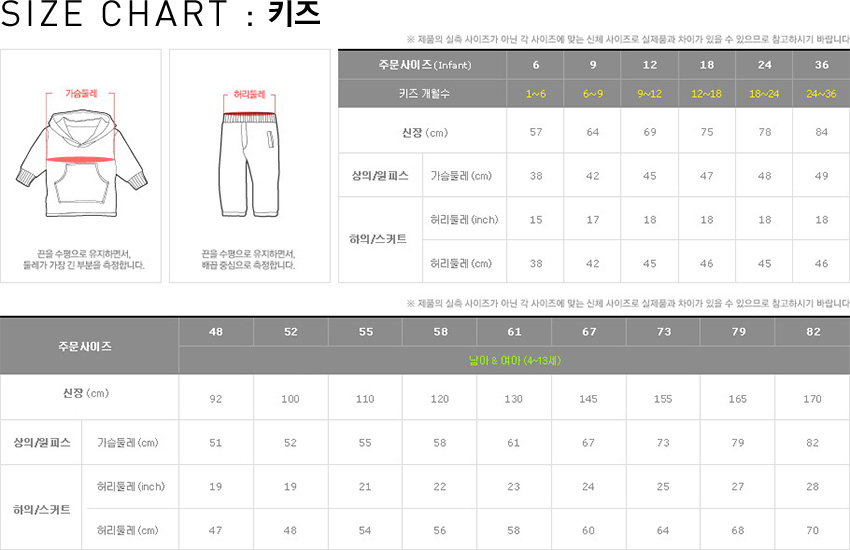 SIZE CHART : 키즈
※ 제품의 실측 사이즈가 아닌 각 사이즈에 맞는 신체 사이즈로 실제품과 차이가 있을 수 있으므로 참고하시기 바랍니다
가슴둘레
끈을 수평으로 유지하면서,
둘레가 가장 긴 부분을 측정합니다.
허리둘레
끈을 수평으로 유지하면서,
배꼽 중심으로 측정합니다.
주문사이즈(Infant) 6 9 12 18 24 36
키즈 개월수 1~6 6~9 9~12 12~18 18~24 24~36
신장 (cm) 57 64 69 75 78 84
상의/원피스 가슴둘레 (cm) 38 42 45 47 48 49
하의/스커트 허리둘레 (inch) 15 17 18 18 18 18
허리둘레 (cm) 38 42 45 46 45 46
※ 제품의 실측 사이즈가 아닌 각 사이즈에 맞는 신체 사이즈로 실제품과 차이가 있을 수 있으므로 참고하시기 바랍니다
주문사이즈 48 52 55 58 61 67 73 79 82
남아 & 여아 (4~13세)
신장 (cm) 92 100 110 120 130 145 155 165 170
상의/원피스 가슴둘레 (cm) 51 52 55 58 61 67 73 79 82
하의/스커트 허리둘레 (inch) 19 19 21 22 23 24 25 27 28
허리둘레 (cm) 47 48 54 56 58 60 64 68 70